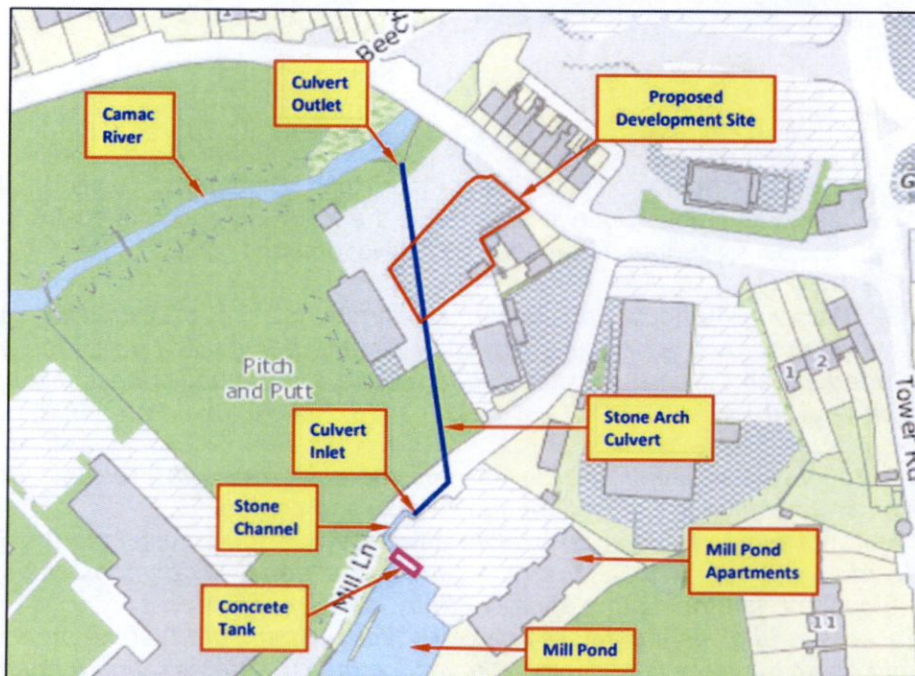 Beech
Culvert
Outlet
Proposed
Development Site
Camac
River
G
Pitch
and Putt
1
2
Tower Rd
Culvert
Inlet
Stone Arch
Culvert
Stone
Channel
Mill Ln
Mill Pond
Apartments
Concrete
Tank
11
Mill Pond